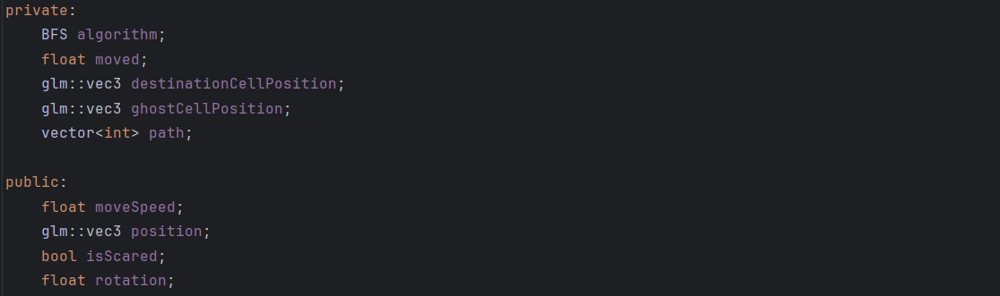 private:
    BFS algorithm;
    float moved;
    glm::vec3 destinationCellPosition;
    glm::vec3 ghostCellPosition;
    vector<int> path;

public:
    float moveSpeed;
    glm::vec3 position;
    bool isScared;
    float rotation;